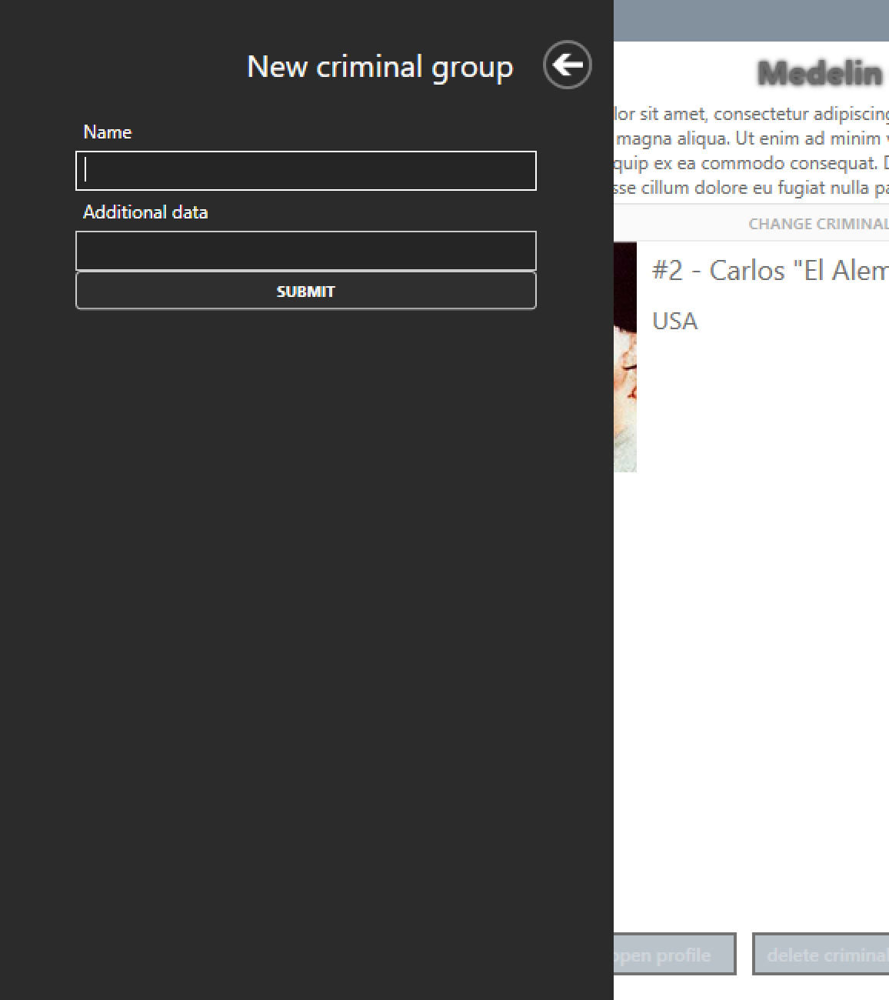 New criminal group
Name
Additional data
SUBMIT
Medelin
lor sit amet, consectetur adipiscing
magna aliqua. Ut enim ad minim
quip ex ea commodo consequat.
sse cillum dolore eu fugiat nulla pa
CHANGE CRIMINAL
#2 - Carlos "El Alem
USA
open profile
delete criminal